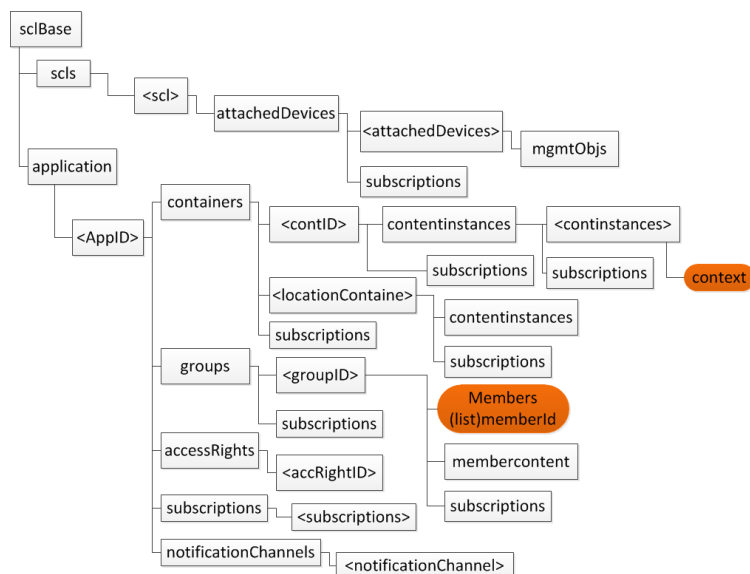 sclBase
scls
<scl>
attachedDevices
<attachedDevices>
mgmtObjs
subscriptions
application
<AppID>
containers
<contID>
contentinstances
<continstances>
subscriptions
subscriptions
context
<locationContaine>
contentinstances
subscriptions
subscriptions
groups
<groupID>
Members
(list)memberId
subscriptions
membercontent
subscriptions
accessRights
<accRightID>
subscriptions
<subscriptions>
notificationChannels
<notificationChannel>